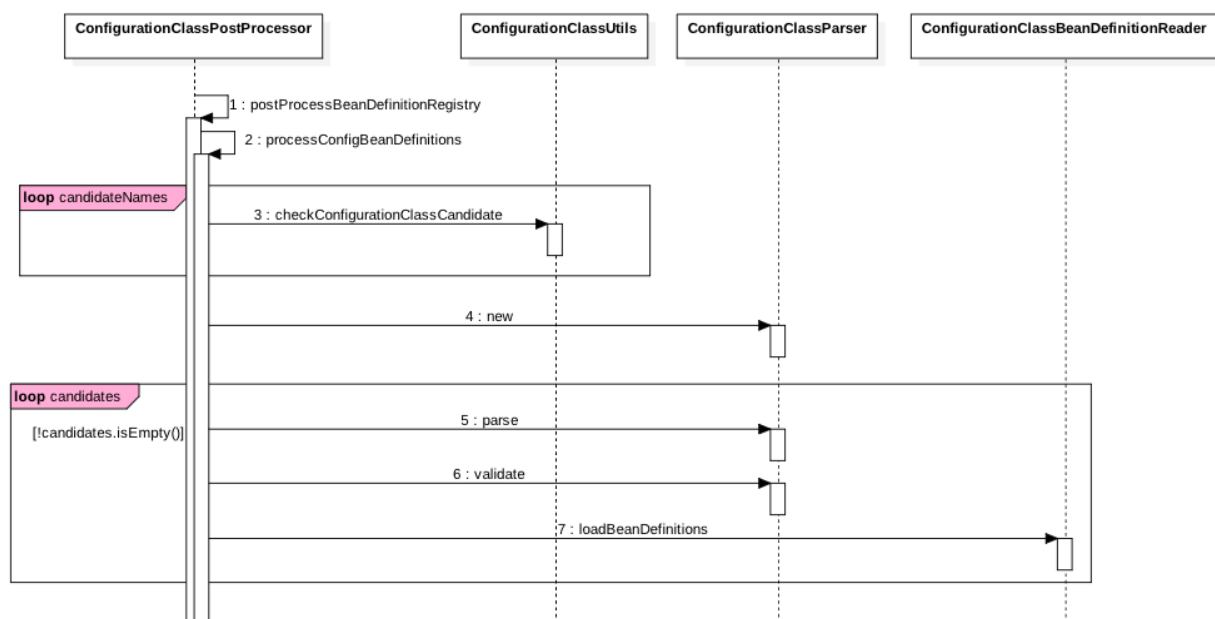 ConfigurationClassPostProcessor
ConfigurationClassUtils
ConfigurationClassParser
ConfigurationClassBeanDefinitionReader
1 : postProcessBeanDefinitionRegistry
2 : processConfigBeanDefinitions
loop candidateNames
3 : checkConfigurationClassCandidate
4 : new
loop candidates
5 : parse
[!candidates.isEmpty()]
6 : validate
7 : loadBeanDefinitions